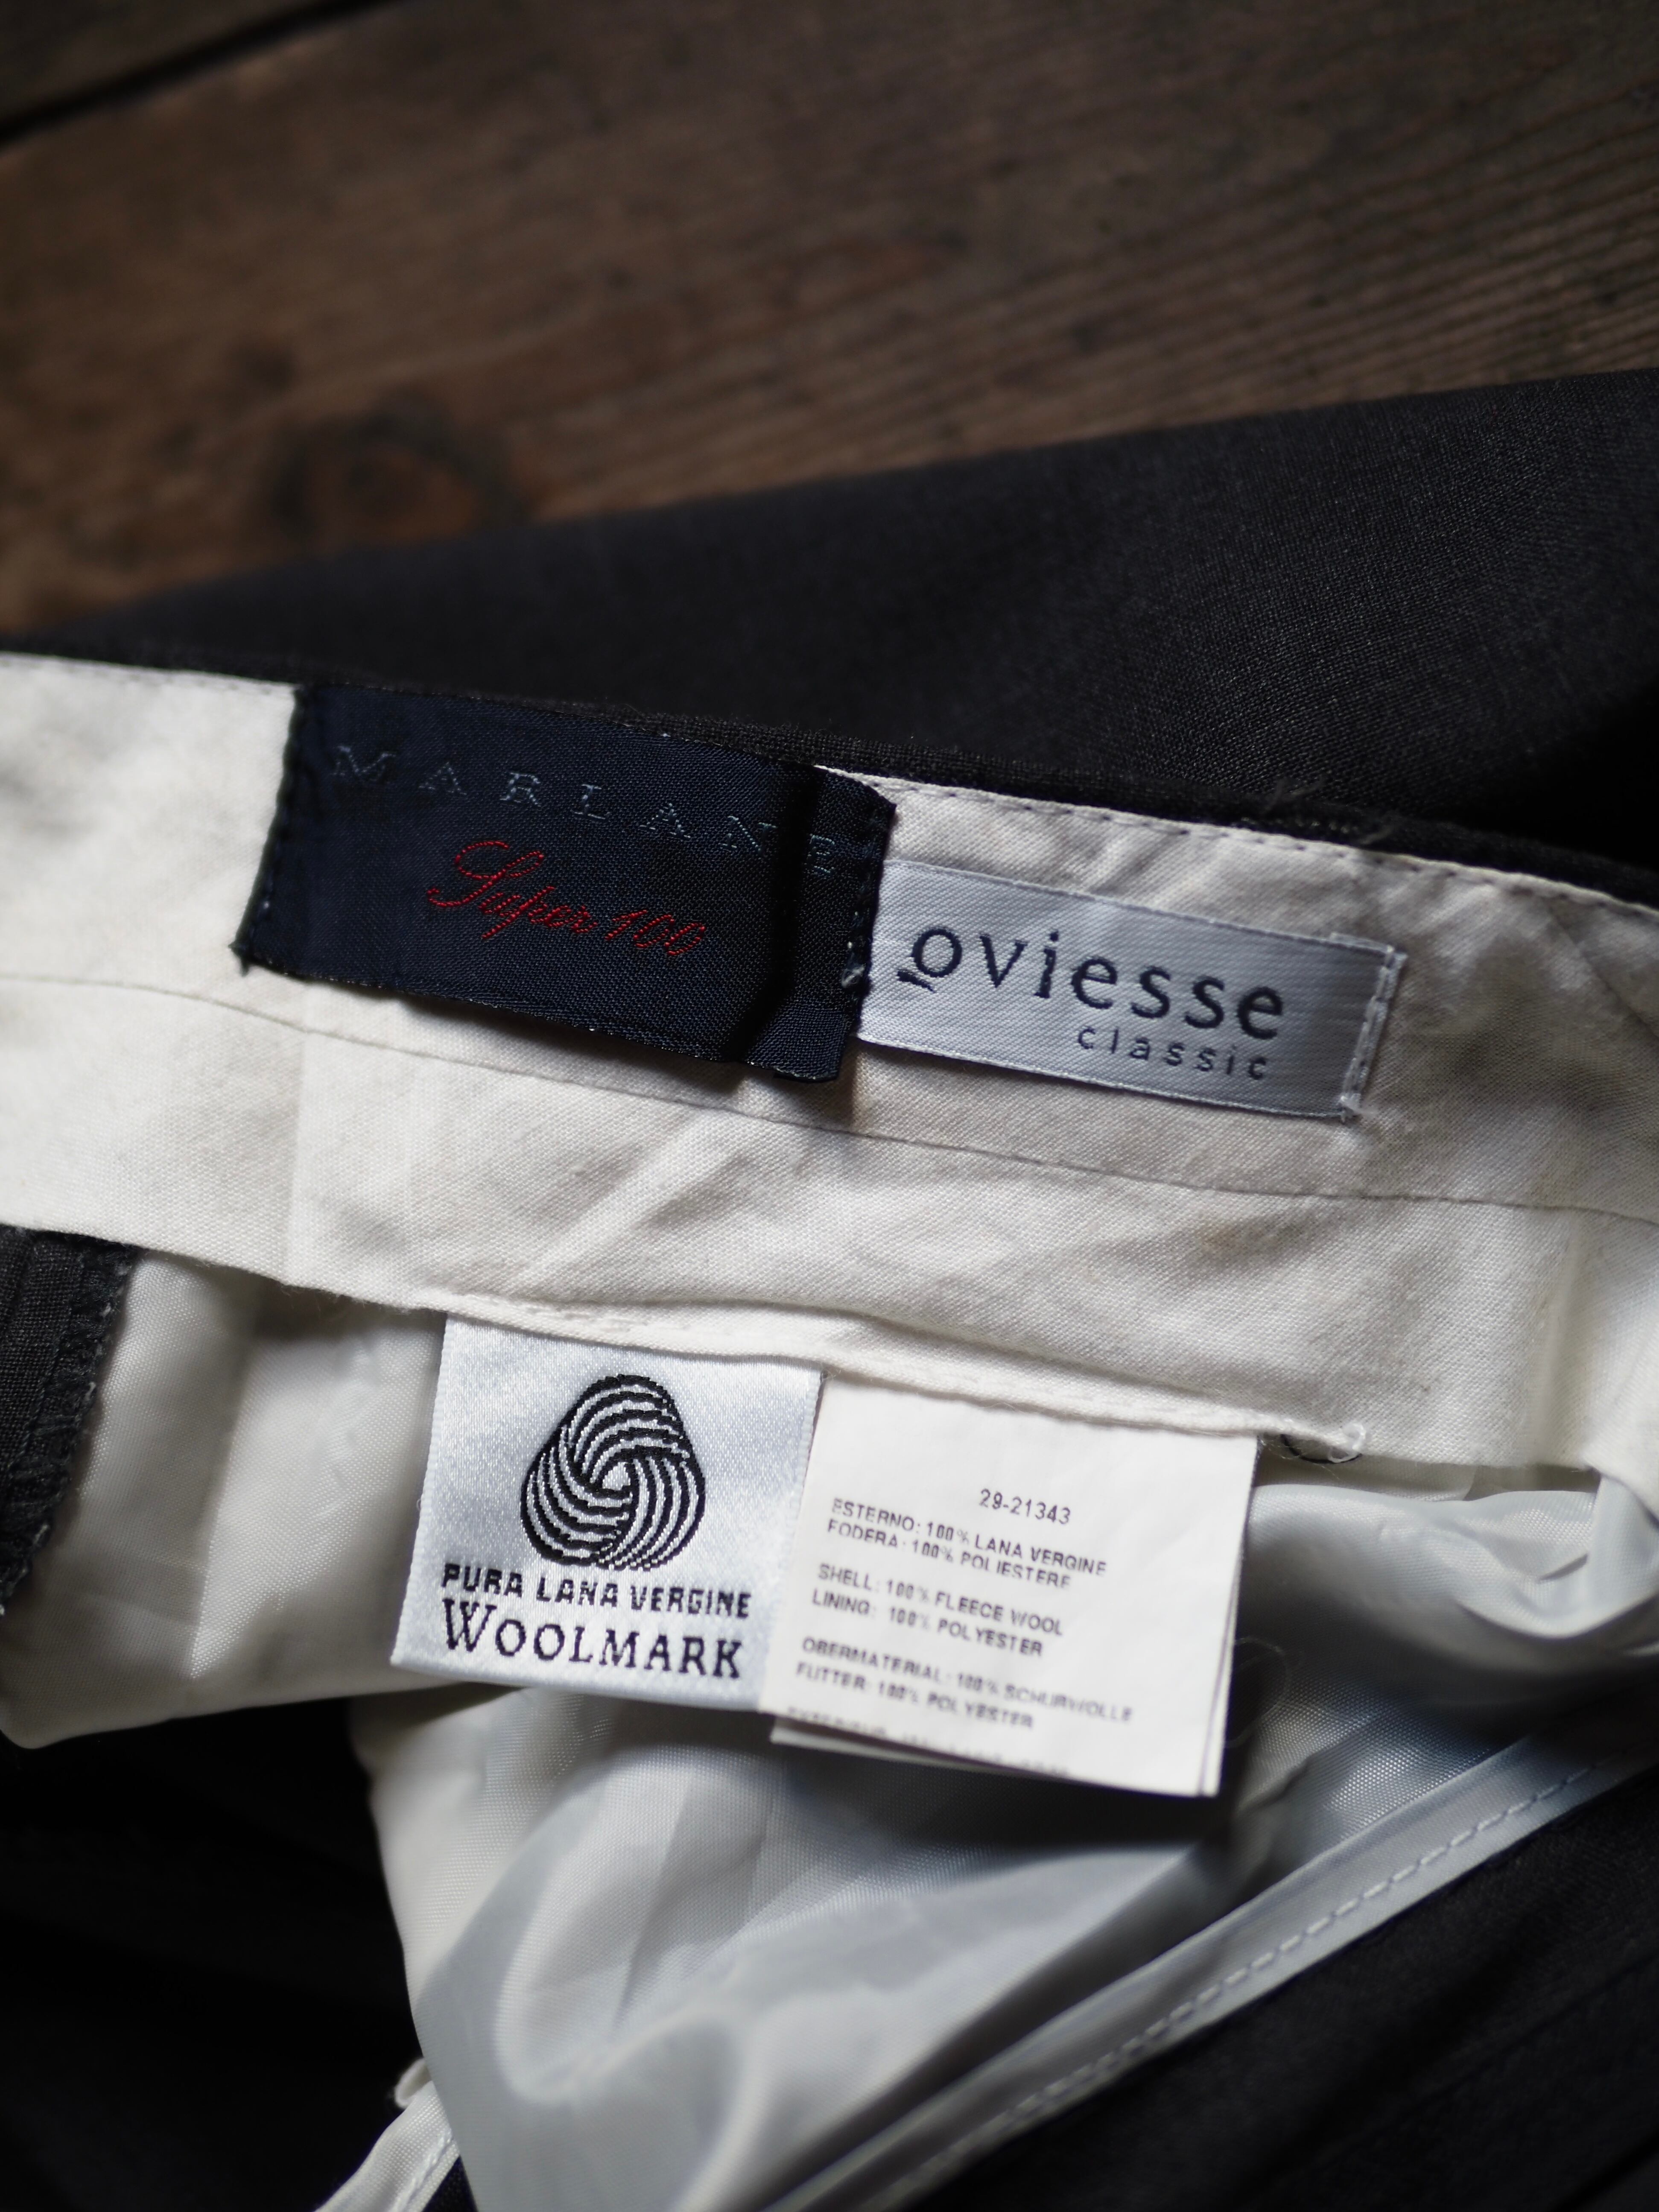 MARLANE
Super 100
oviesse
classic
PURA LANA VERGINE
WOOLMARK
29-21343
ESTERNO: 100% LANA VERGINE
FODERA: 100% POLIESTERE
SHELL: 100% FLEECE WOOL
LINING: 100% POLYESTER
OBERMATERIAL: 100% SCHURWOLLE
FUTTER: 100% POLYESTER